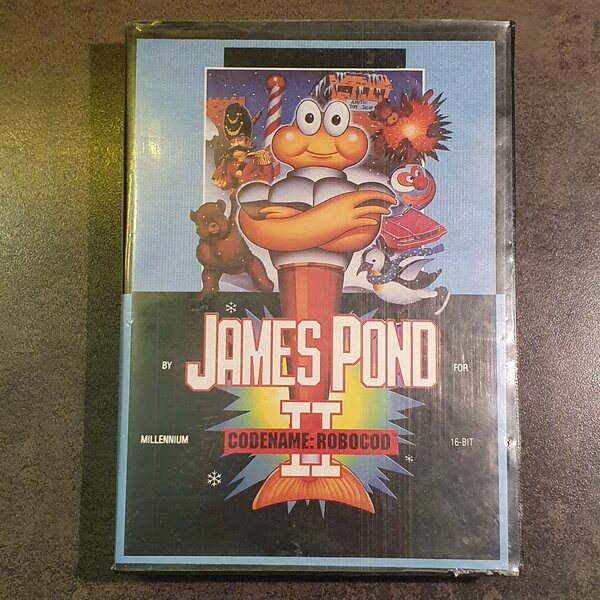 JAMES POND
BY
FOR
II
CODENAME: ROBOCOD
MILLENNIUM
16-BIT